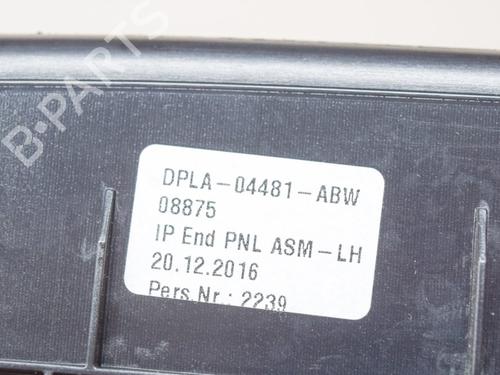 B-PARTS
DPLA-04481-ABW
08875
IP End PNL ASM-LH
20.12.2016
Pers.Nr.: 2239